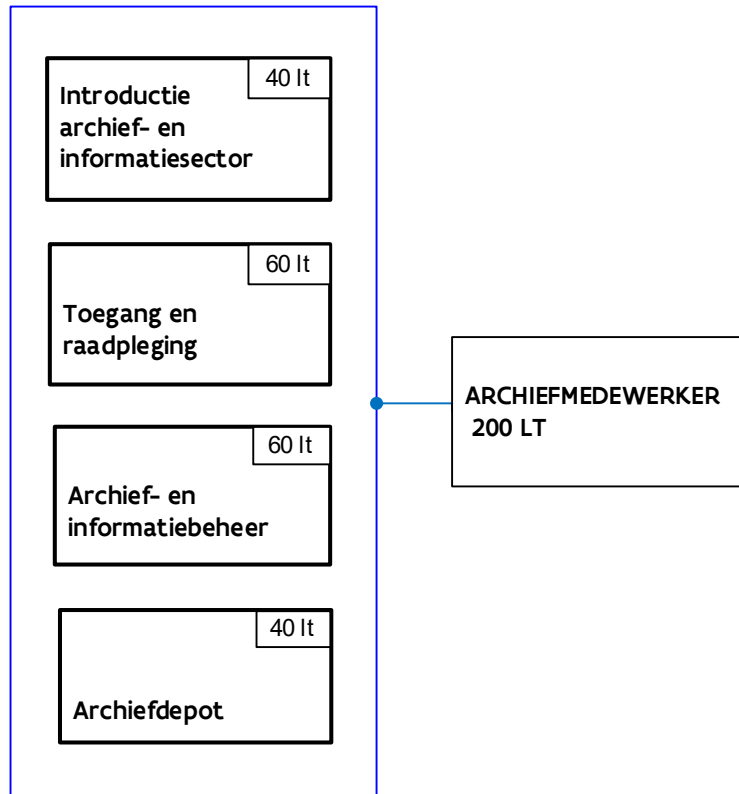 40 lt
Introductie
archief- en
informatiesector
60 lt
Toegang en
raadpleging
60 lt
Archief- en
informatiebeheer
40 lt
Archiefdepot
ARCHIEFMEDEWERKER
200 LT